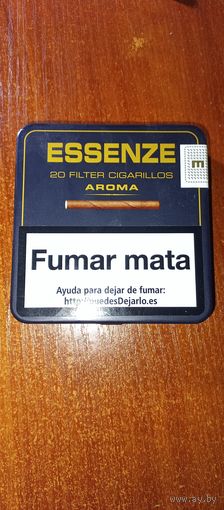 ESSENZE
20 FILTER CIGARILLOS
AROMA
m
Fumar mata
Ayuda para dejar de fumar:
http://puedesDejarlo.es
www.ay.by